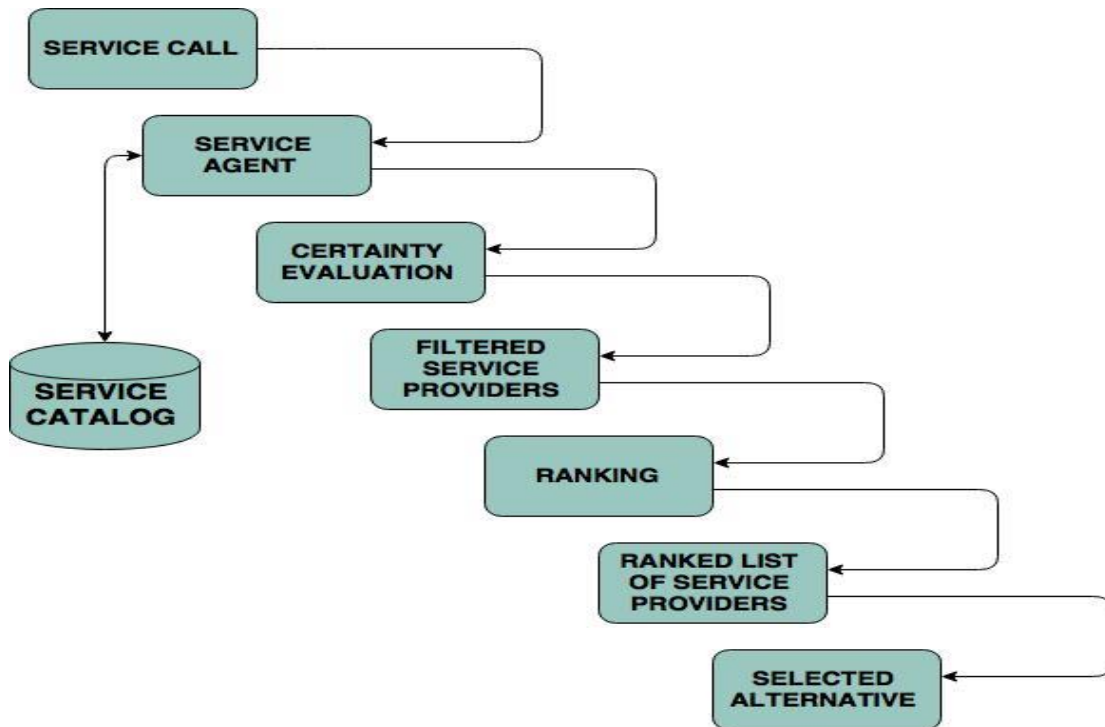 SERVICE CALL
SERVICE
AGENT
CERTAINTY
EVALUATION
FILTERED
SERVICE
PROVIDERS
SERVICE
CATALOG
RANKING
RANKED LIST
OF SERVICE
PROVIDERS
SELECTED
ALTERNATIVE